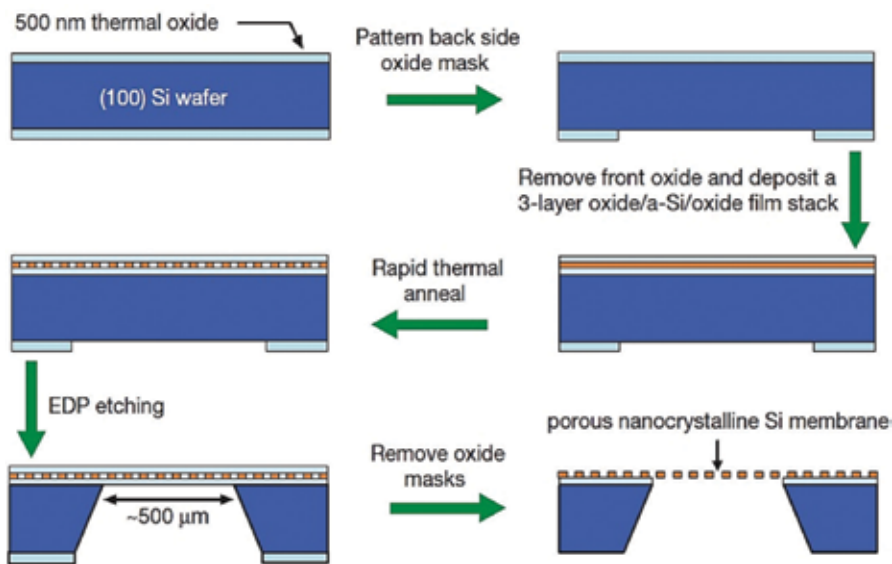 500 nm thermal oxide
(100) Si wafer
Pattern back side
oxide mask
Remove front oxide and deposit a
3-layer oxide/a-Si/oxide film stack
Rapid thermal
anneal
EDP etching
~500 µm
Remove oxide
masks
porous nanocrystalline Si membrane